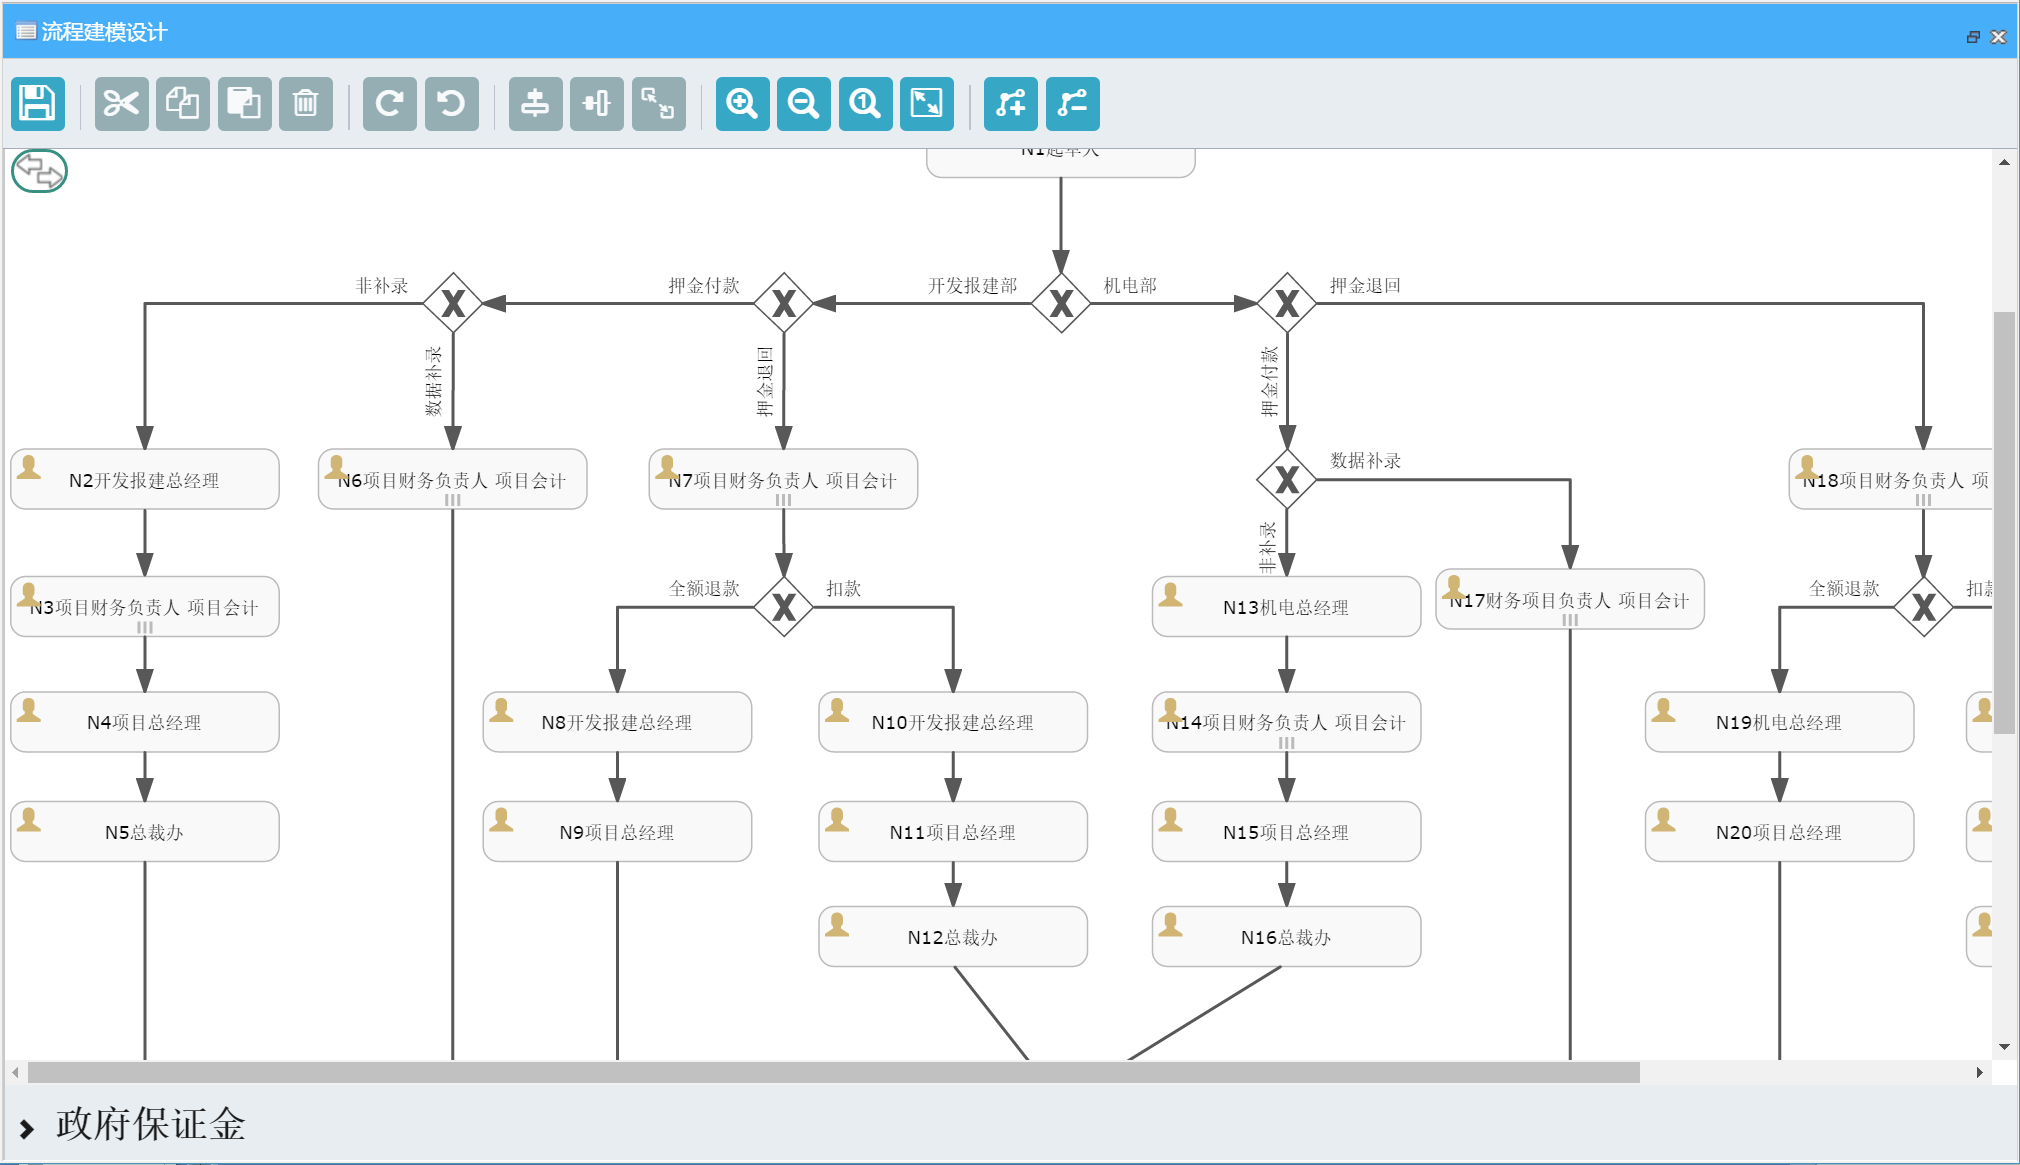 流程建模设计
N1起草人
非补录
押金付款
开发报建部
机电部
押金退回
数据补录
押金退回
押金付款
数据补录
N2开发报建总经理
N6项目财务负责人 项目会计
N7项目财务负责人 项目会计
N18项目财务负责人 项
非补录
全额退款
扣款
全额退款
N3项目财务负责人 项目会计
N13机电总经理
N17财务项目负责人 项目会计
N4项目总经理
N8开发报建总经理
N10开发报建总经理
N14项目财务负责人 项目会计
N19机电总经理
N5总裁办
N9项目总经理
N11项目总经理
N15项目总经理
N20项目总经理
N12总裁办
N16总裁办
政府保证金